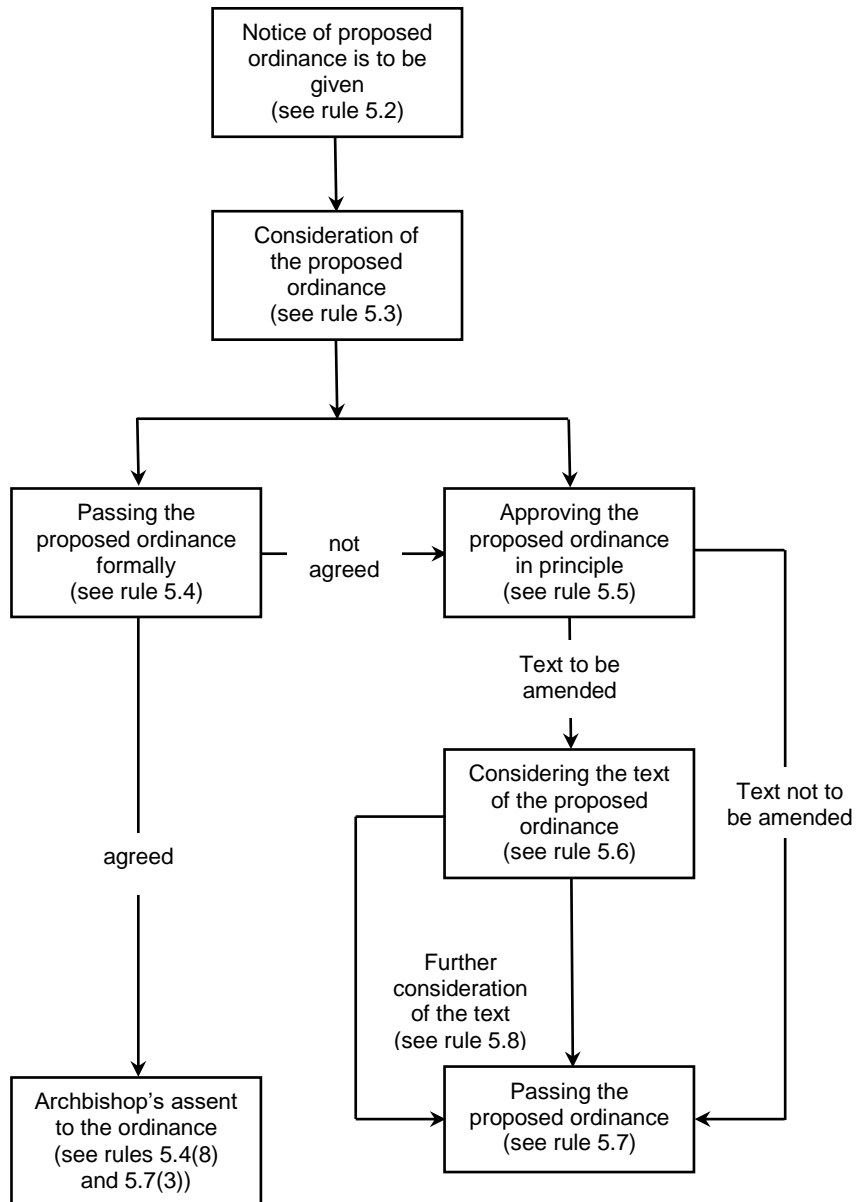 Notice of proposed
ordinance is to be
given
(see rule 5.2)
Consideration of
the proposed
ordinance
(see rule 5.3)
Passing the
proposed ordinance
formally
(see rule 5.4)
not
agreed
Approving the
proposed ordinance
in principle
(see rule 5.5)
Text to be
amended
Considering the text
of the proposed
ordinance
(see rule 5.6)
Text not to
be amended
agreed
Further
consideration
of the text
(see rule 5.8)
Archbishop's assent
to the ordinance
(see rules 5.4(8)
and 5.7(3))
Passing the
proposed ordinance
(see rule 5.7)